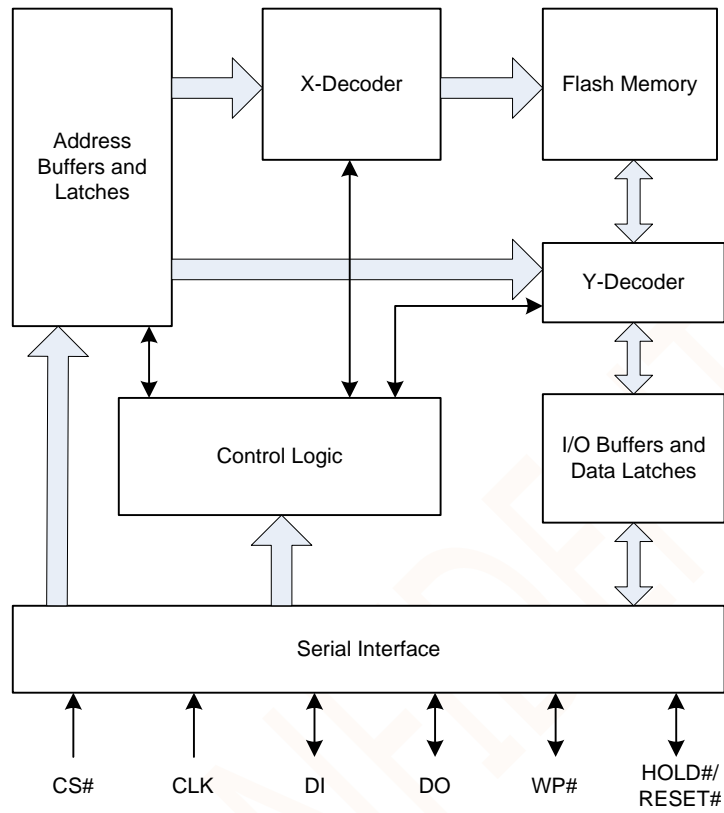 Address
Buffers and
Latches
X-Decoder
Flash Memory
Y-Decoder
Control Logic
I/O Buffers and
Data Latches
Serial Interface
CS#
CLK
DI
DO
WP#
HOLD#/
RESET#